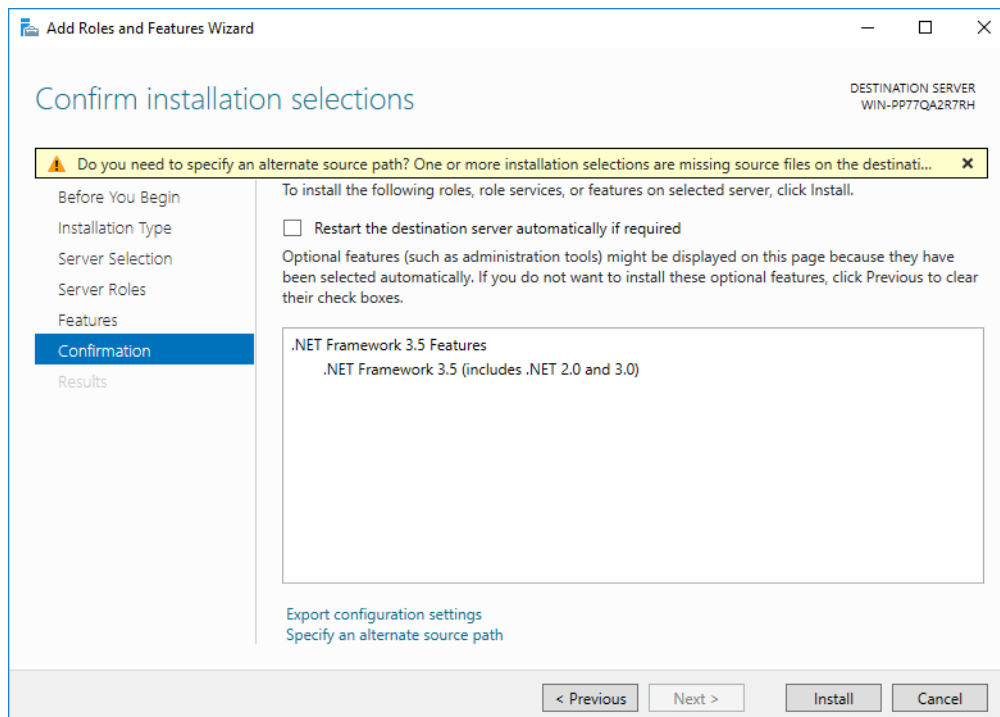 Add Roles and Features Wizard
Confirm installation selections
DESTINATION SERVER
WIN-PP77QA2R7RH
Do you need to specify an alternate source path? One or more installation selections are missing source files on the destinati...
Before You Begin
Installation Type
Server Selection
Server Roles
Features
Confirmation
Results
To install the following roles, role services, or features on selected server, click Install.
Restart the destination server automatically if required
Optional features (such as administration tools) might be displayed on this page because they have
been selected automatically. If you do not want to install these optional features, click Previous to clear
their check boxes.
.NET Framework 3.5 Features
.NET Framework 3.5 (includes .NET 2.0 and 3.0)
Export configuration settings
Specify an alternate source path
< Previous
Next >
Install
Cancel